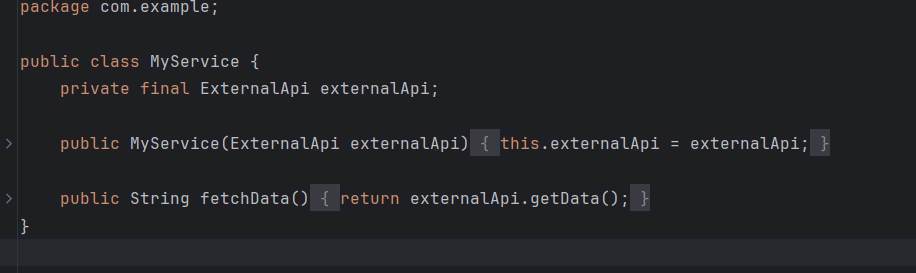 package com.example;
public class MyService {
private final ExternalApi externalApi;
public MyService(ExternalApi externalApi) { this.externalApi = externalApi; }
public String fetchData() { return externalApi.getData(); }
}